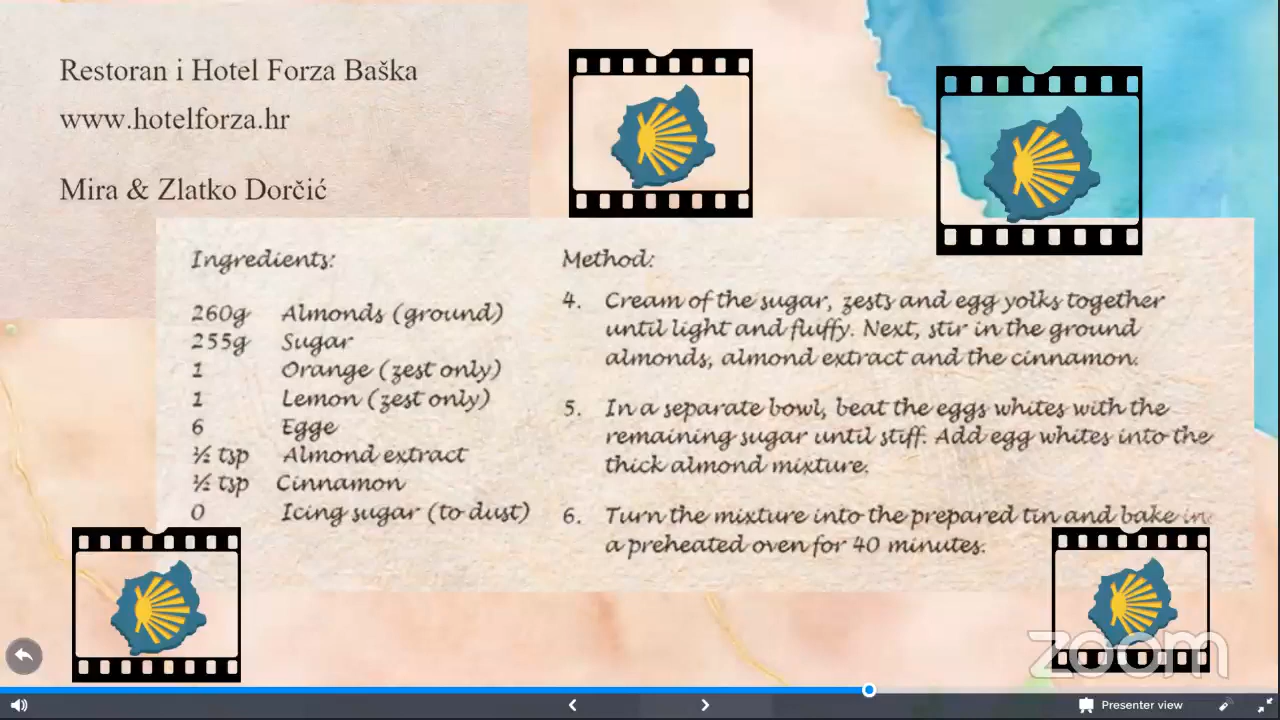 Restoran i Hotel Forza Baška
www.hotelforza.hr
Mira & Zlatko Dorčić
Ingredients:
260g Almonds (ground)
255g Sugar
1 Orange (zest only)
1 Lemon (zest only)
6 Egge
½ tsp Almond extract
½ tsp Cinnamon
0 Icing sugar (to dust)
Method:
4. Cream of the sugar, zests and egg yolks together
until light and fluffy. Next, stir in the ground
almonds, almond extract and the cinnamon.
5. In a separate bowl, beat the eggs whites with the
remaining sugar until stiff. Add egg whites into the
thick almond mixture.
6. Turn the mixture into the prepared tin and bake in
a preheated oven for 40 minutes.
zoom
Presenter view